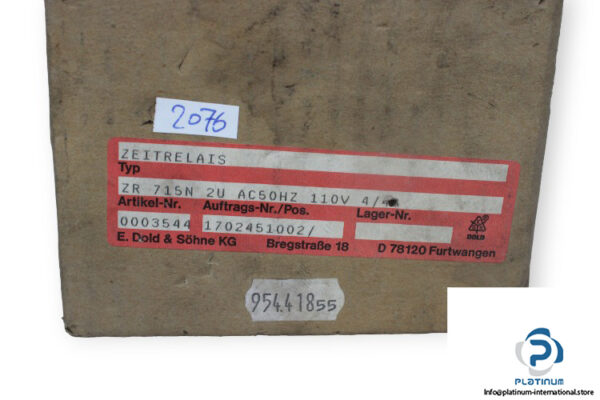 2076
ZEITRELAIS
Typ
ZR 715N 2U AC50HZ 110V 4/4
Artikel-Nr. Auftrags-Nr./Pos. Lager-Nr.
0003544 1702451002/
DOLD
E. Dold & Söhne KG Bregstraße 18 D 78120 Furtwangen
95441855
PLATINUM
Info@platinum-international.store